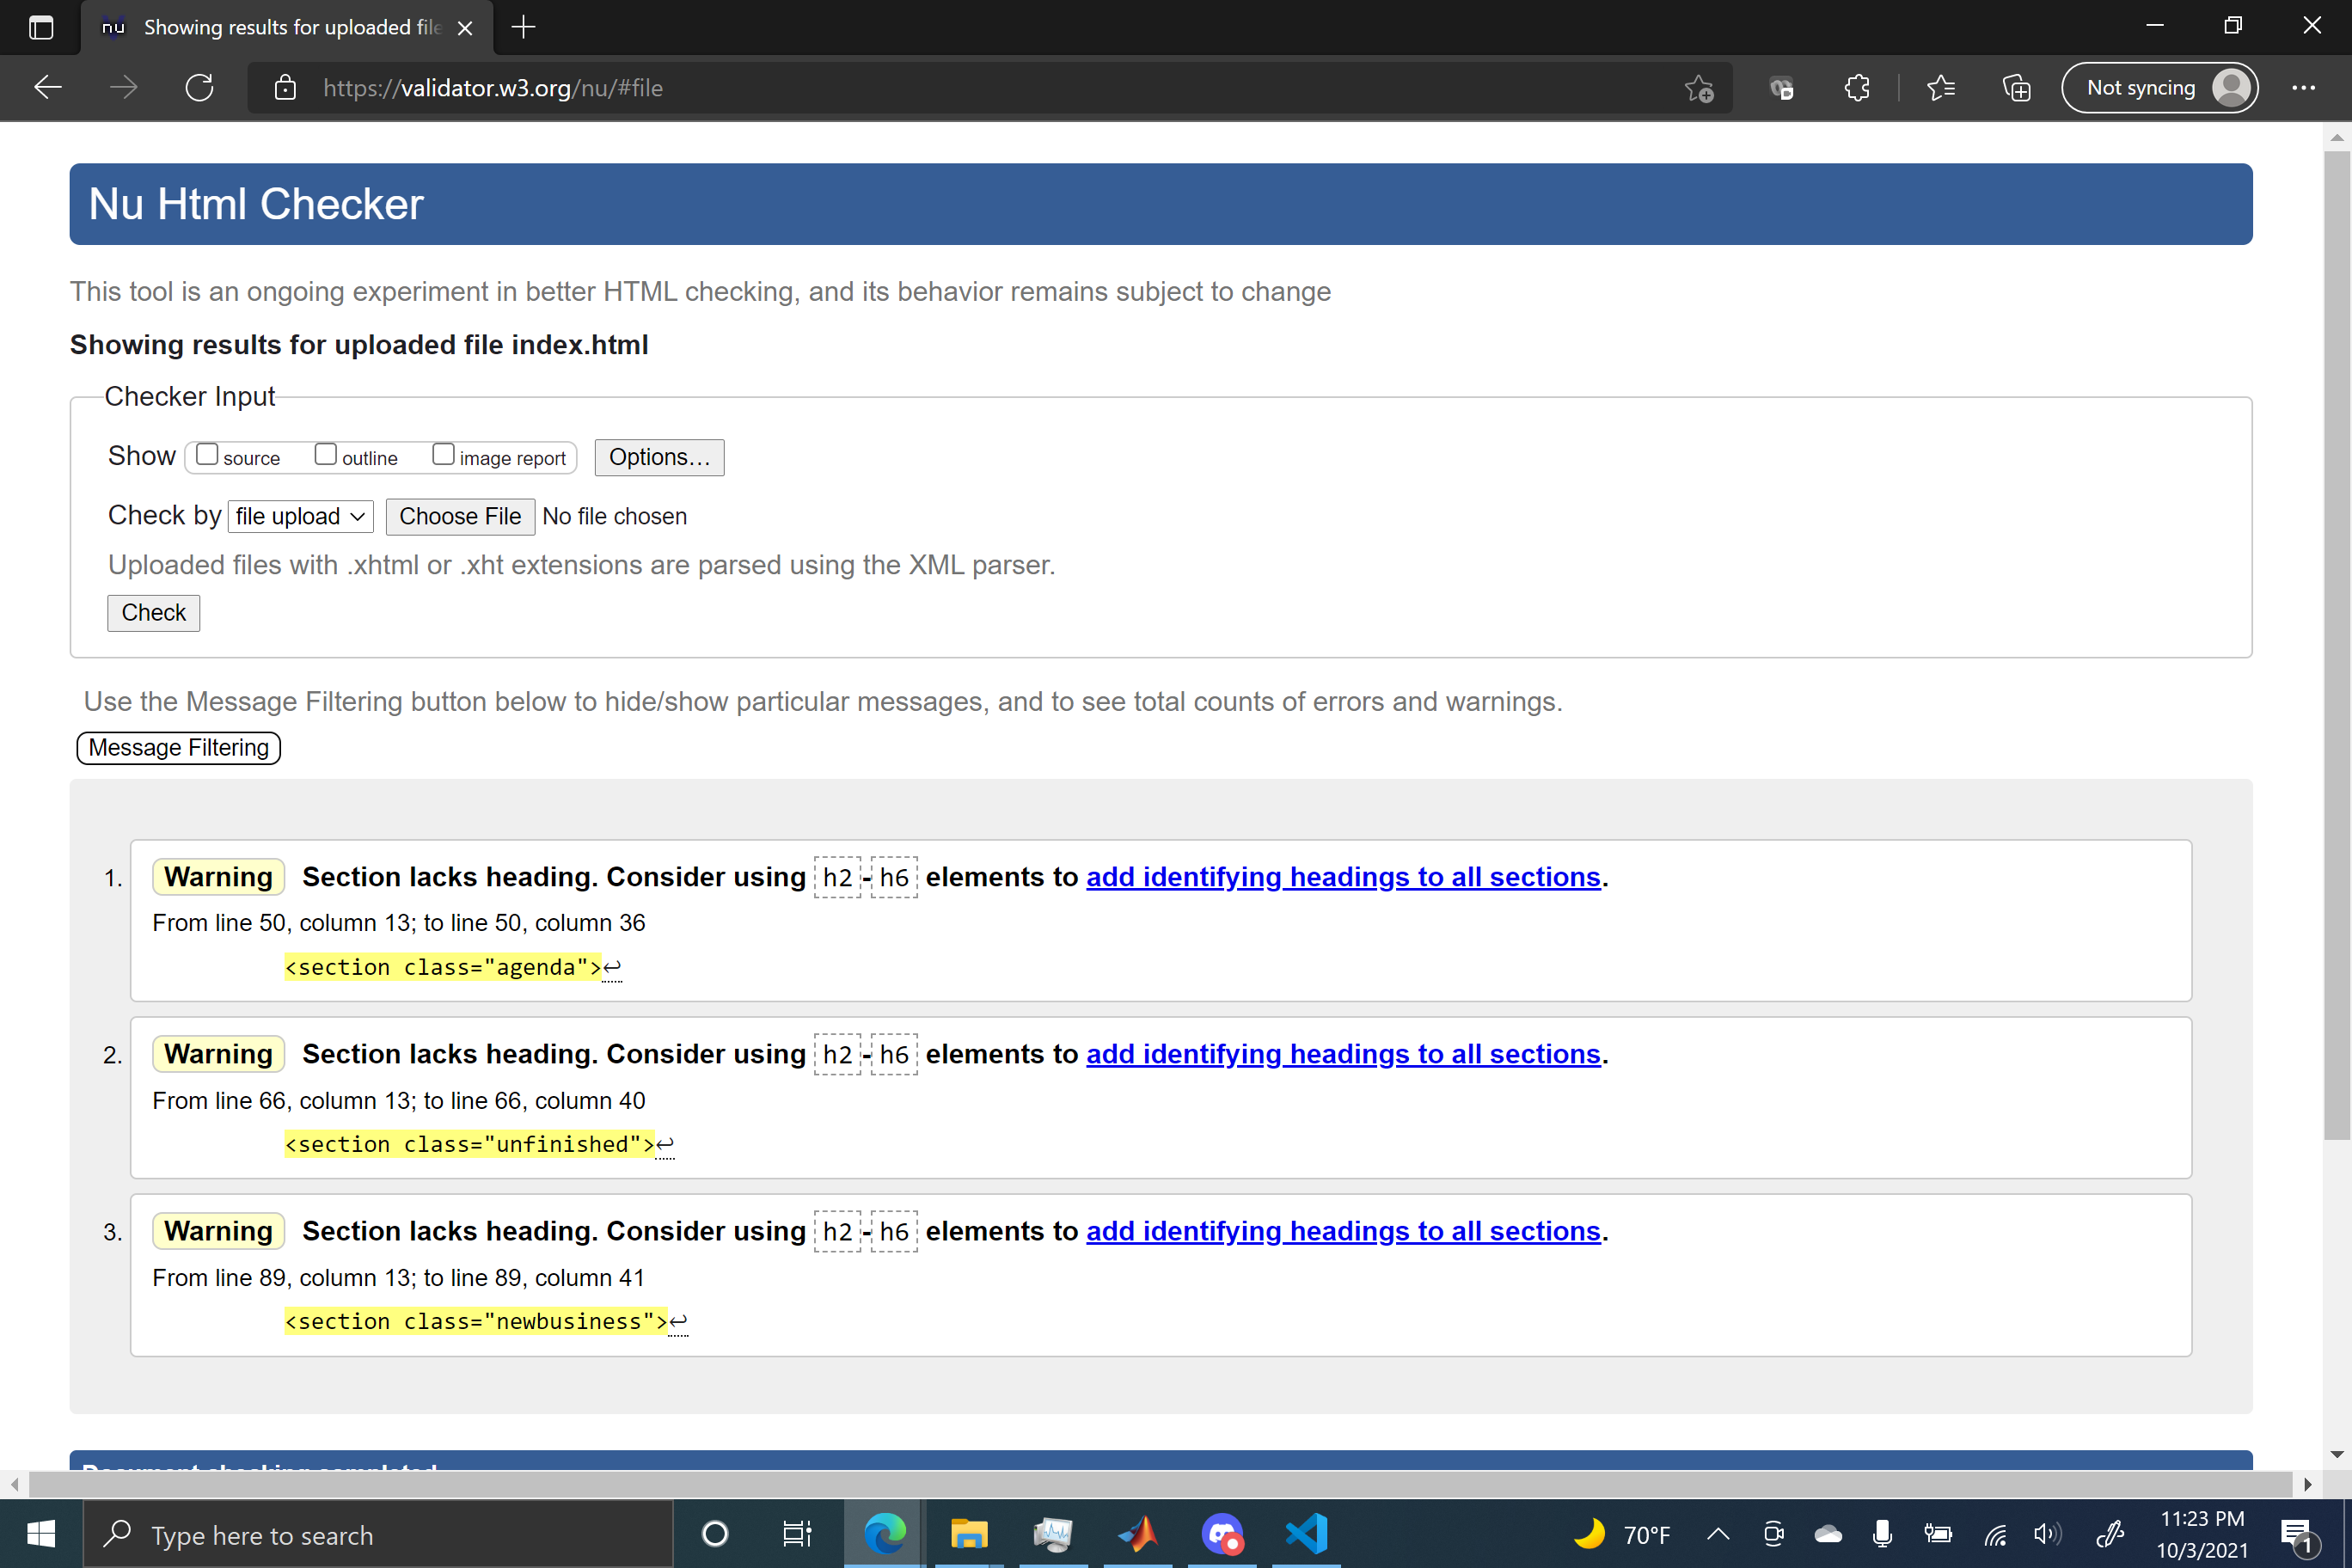 nu Showing results for uploaded file
https://validator.w3.org/nu/#file
Not syncing
Nu Html Checker
This tool is an ongoing experiment in better HTML checking, and its behavior remains subject to change
Showing results for uploaded file index.html
Checker Input
Show source outline image report Options...
Check by file upload Choose File No file chosen
Uploaded files with .xhtml or .xht extensions are parsed using the XML parser.
Check
Use the Message Filtering button below to hide/show particular messages, and to see total counts of errors and warnings.
Message Filtering
1. Warning Section lacks heading. Consider using h2-h6 elements to add identifying headings to all sections.
From line 50, column 13; to line 50, column 36
<section class="agenda">↩
2. Warning Section lacks heading. Consider using h2-h6 elements to add identifying headings to all sections.
From line 66, column 13; to line 66, column 40
<section class="unfinished">↩
3. Warning Section lacks heading. Consider using h2-h6 elements to add identifying headings to all sections.
From line 89, column 13; to line 89, column 41
<section class="newbusiness">↩
Document checking completed.
Type here to search
70°F
11:23 PM
10/3/2021
1